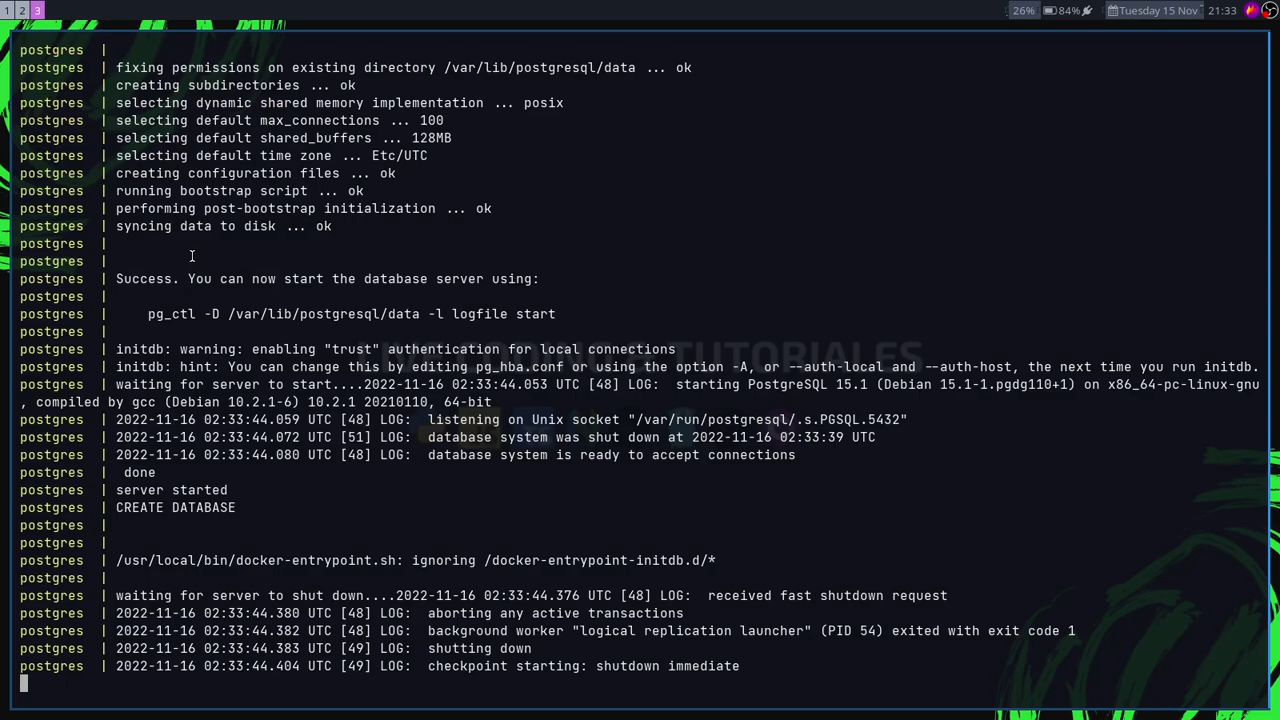 1 2 3 26% 84% Tuesday 15 Nov 21:33
postgres |
postgres | fixing permissions on existing directory /var/lib/postgresql/data ... ok
postgres | creating subdirectories ... ok
postgres | selecting dynamic shared memory implementation ... posix
postgres | selecting default max_connections ... 100
postgres | selecting default shared_buffers ... 128MB
postgres | selecting default time zone ... Etc/UTC
postgres | creating configuration files ... ok
postgres | running bootstrap script ... ok
postgres | performing post-bootstrap initialization ... ok
postgres | syncing data to disk ... ok
postgres |
postgres |
postgres | Success. You can now start the database server using:
postgres |
postgres |     pg_ctl -D /var/lib/postgresql/data -l logfile start
postgres |
postgres | initdb: warning: enabling "trust" authentication for local connections
LIVE CODING & TUTORIALES
postgres | initdb: hint: You can change this by editing pg_hba.conf or using the option -A, or --auth-local and --auth-host, the next time you run initdb.
postgres | waiting for server to start....2022-11-16 02:33:44.053 UTC [48] LOG:  starting PostgreSQL 15.1 (Debian 15.1-1.pgdg110+1) on x86_64-pc-linux-gnu
, compiled by gcc (Debian 10.2.1-6) 10.2.1 20210110, 64-bit
postgres | 2022-11-16 02:33:44.059 UTC [48] LOG:  listening on Unix socket "/var/run/postgresql/.s.PGSQL.5432"
postgres | 2022-11-16 02:33:44.072 UTC [51] LOG:  database system was shut down at 2022-11-16 02:33:39 UTC
postgres | 2022-11-16 02:33:44.080 UTC [48] LOG:  database system is ready to accept connections
postgres |  done
postgres | server started
postgres | CREATE DATABASE
postgres |
postgres |
postgres | /usr/local/bin/docker-entrypoint.sh: ignoring /docker-entrypoint-initdb.d/*
postgres |
postgres | waiting for server to shut down....2022-11-16 02:33:44.376 UTC [48] LOG:  received fast shutdown request
postgres | 2022-11-16 02:33:44.380 UTC [48] LOG:  aborting any active transactions
postgres | 2022-11-16 02:33:44.382 UTC [48] LOG:  background worker "logical replication launcher" (PID 54) exited with exit code 1
postgres | 2022-11-16 02:33:44.383 UTC [49] LOG:  shutting down
postgres | 2022-11-16 02:33:44.404 UTC [49] LOG:  checkpoint starting: shutdown immediate